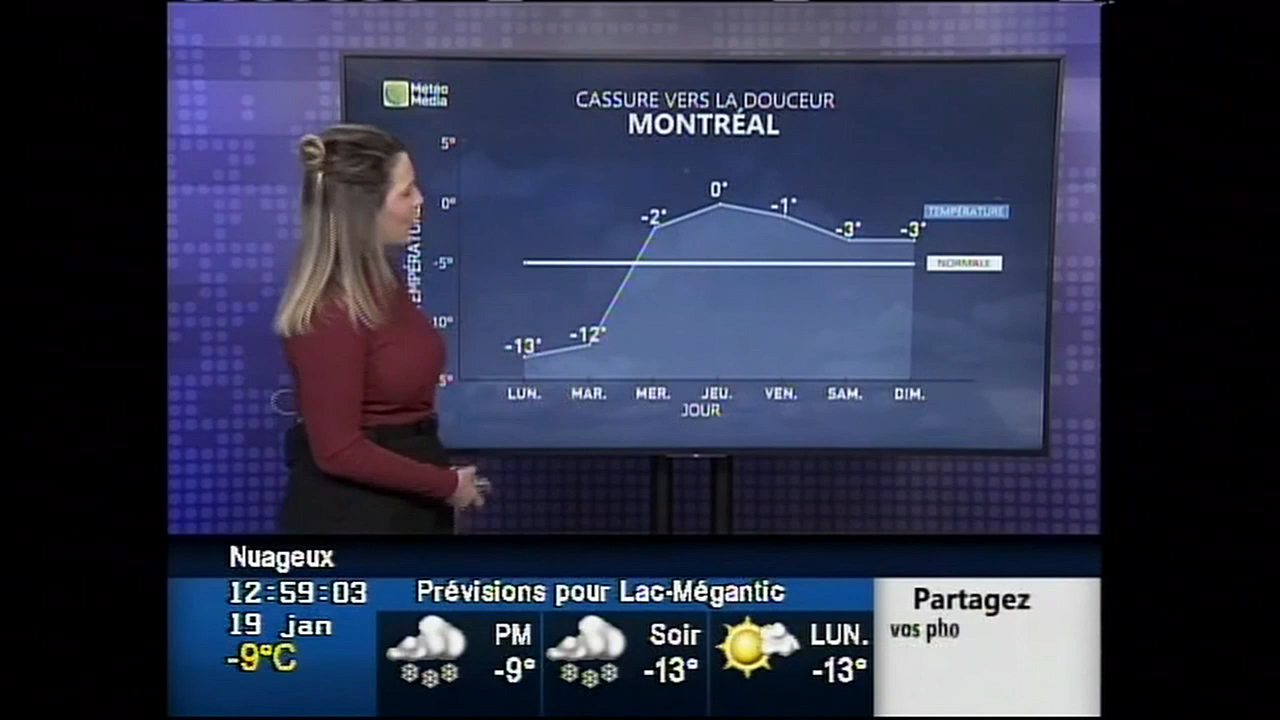 Météo
Média
CASSURE VERS LA DOUCEUR
MONTRÉAL
5°
0°
-5°
10°
5°
EMPÉRATURE
-13°
-12°
-2°
0°
-1°
-3°
-3°
TEMPÉRATURE
NORMALE
LUN. MAR. MER. JEU. VEN. SAM. DIM.
JOUR
Nuageux
12:59:03
19 jan
-9°C
Prévisions pour Lac-Mégantic
PM
-9°
Soir
-13°
LUN.
-13°
Partagez
vos pho